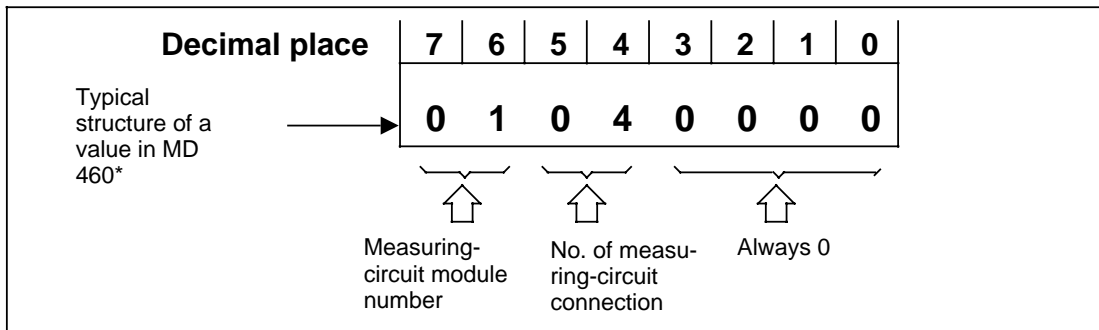 Decimal place 7 6 5 4 3 2 1 0
Typical
structure of a
value in MD
460*
0 1 0 4 0 0 0 0
Measuring-
circuit module
number
No. of measu-
ring-circuit
connection
Always 0